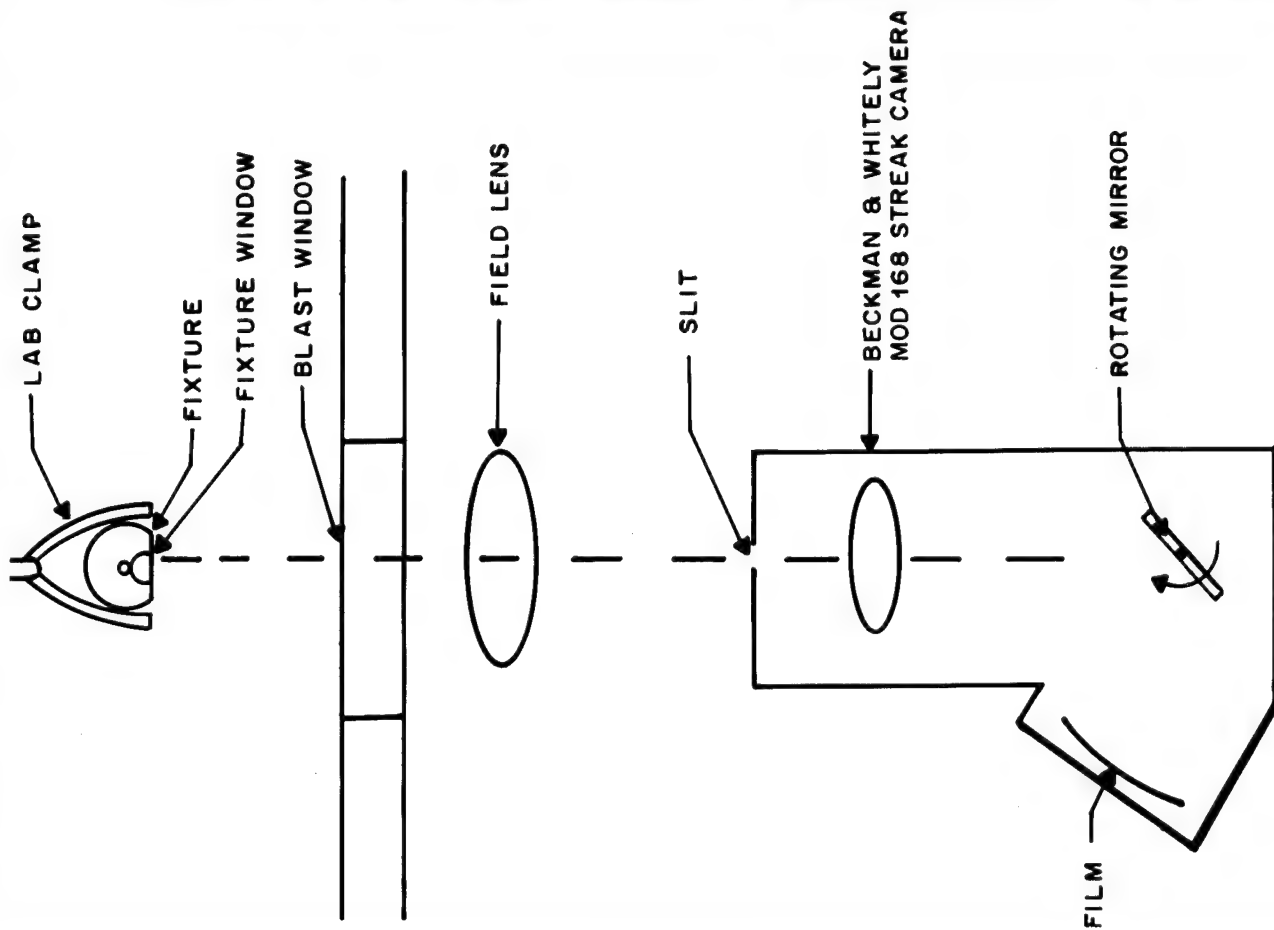 LAB CLAMP
FIXTURE
FIXTURE WINDOW
BLAST WINDOW
FIELD LENS
SLIT
BECKMAN & WHITELY
MOD 168 STREAK CAMERA
ROTATING MIRROR
FILM